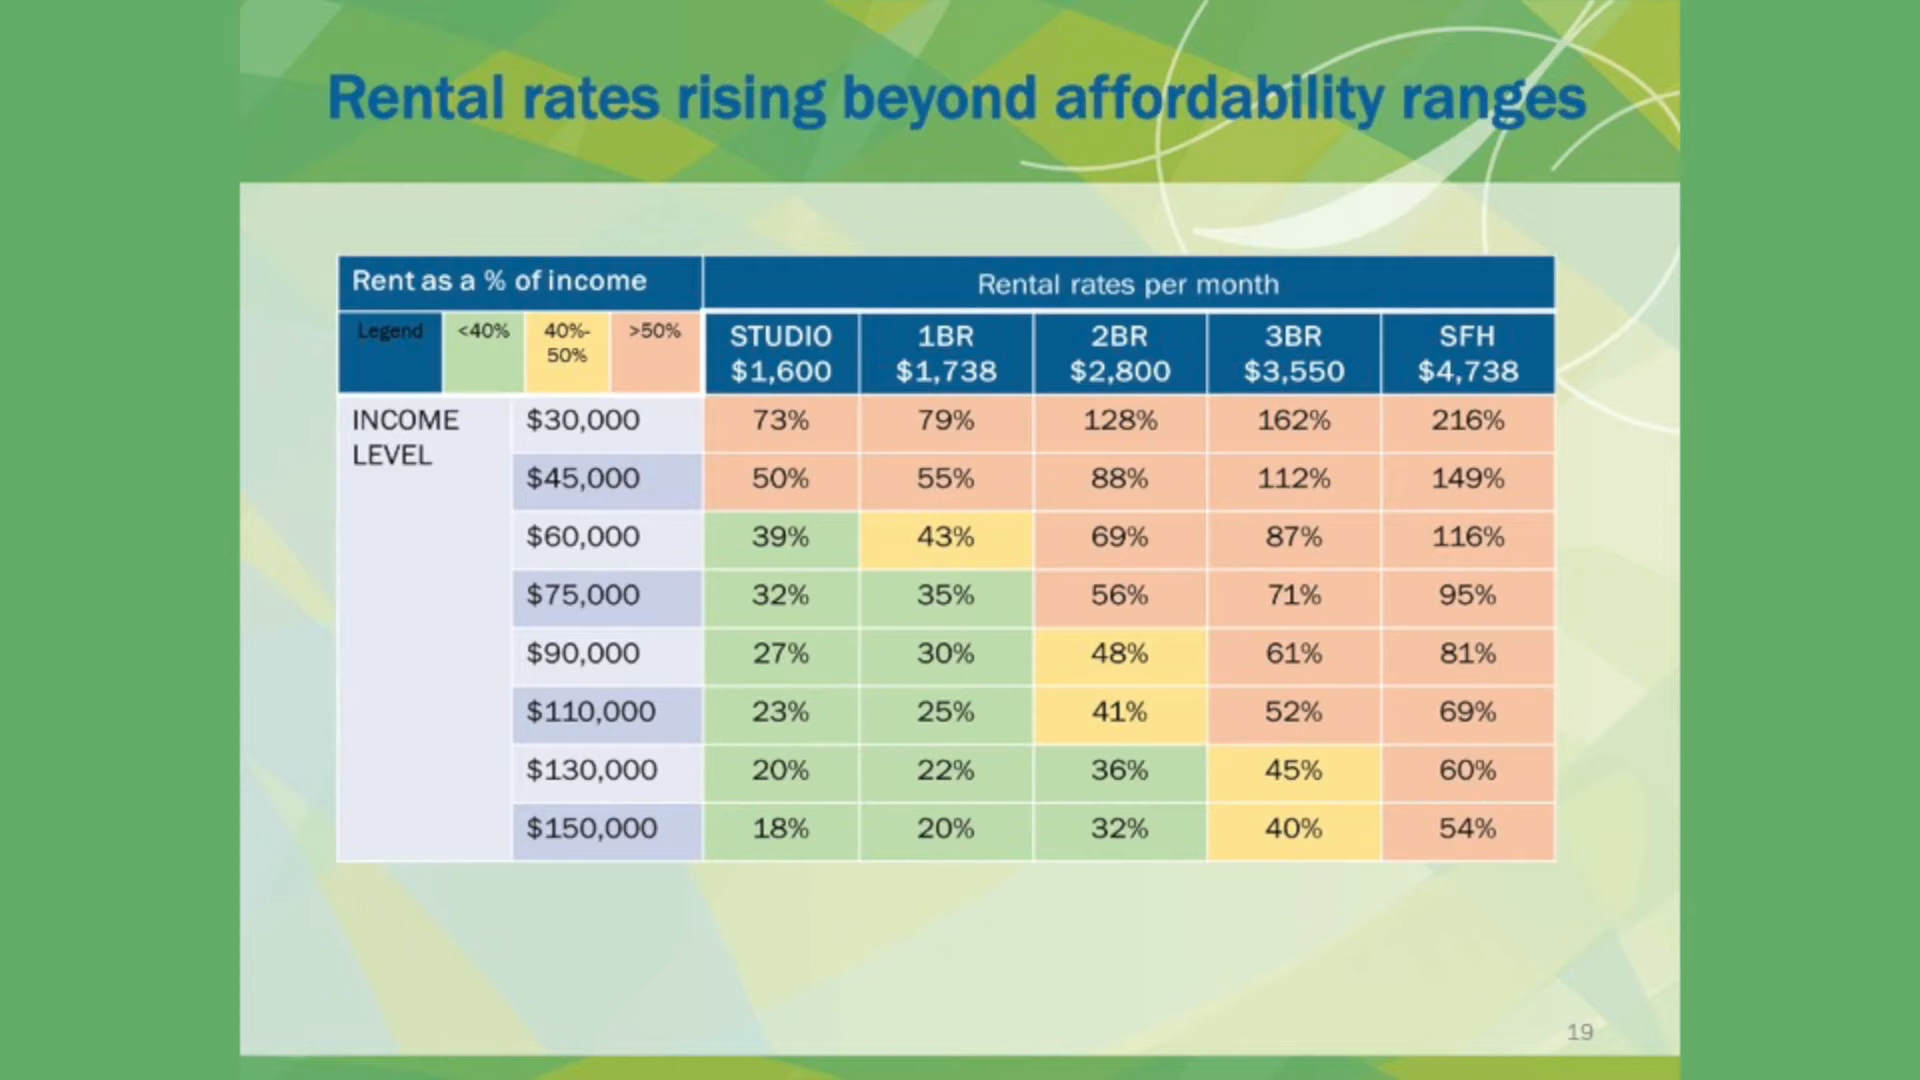 Rental rates rising beyond affordability ranges
Rent as a % of income
Rental rates per month
Legend
<40%
40%-
50%
>50%
STUDIO
$1,600
1BR
$1,738
2BR
$2,800
3BR
$3,550
SFH
$4,738
INCOME
LEVEL
$30,000 73% 79% 128% 162% 216%
$45,000 50% 55% 88% 112% 149%
$60,000 39% 43% 69% 87% 116%
$75,000 32% 35% 56% 71% 95%
$90,000 27% 30% 48% 61% 81%
$110,000 23% 25% 41% 52% 69%
$130,000 20% 22% 36% 45% 60%
$150,000 18% 20% 32% 40% 54%
19